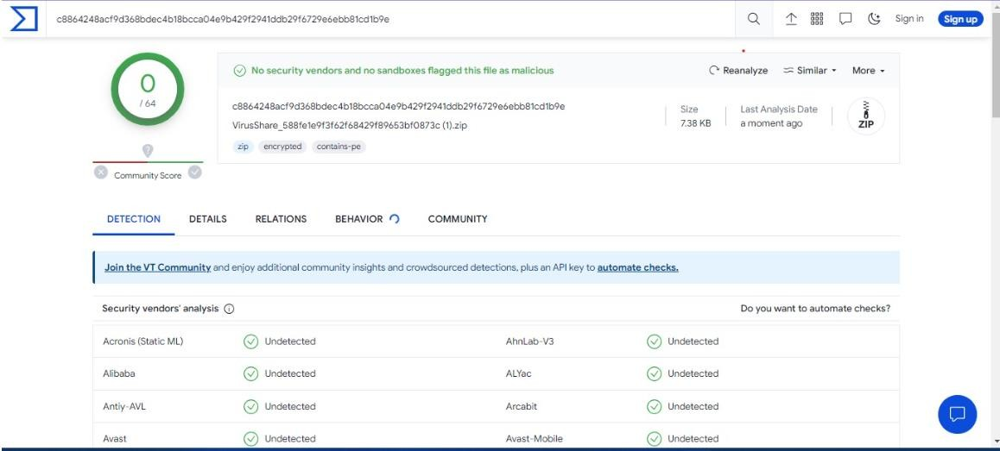 c8864248acf9d368bdec4b18bcca04e9b429f2941ddb29f6729e6ebb81cd1b9e
Sign in
Sign up
0
/ 64
Community Score
No security vendors and no sandboxes flagged this file as malicious
Reanalyze
Similar
More
c8864248acf9d368bdec4b18bcca04e9b429f2941ddb29f6729e6ebb81cd1b9e
VirusShare_588fe1e9f3f62f68429f89653bf0873c (1).zip
zip
encrypted
contains-pe
Size
7.38 KB
Last Analysis Date
a moment ago
ZIP
DETECTION
DETAILS
RELATIONS
BEHAVIOR
COMMUNITY
Join the VT Community and enjoy additional community insights and crowdsourced detections, plus an API key to automate checks.
Security vendors' analysis
Do you want to automate checks?
Acronis (Static ML)
Undetected
AhnLab-V3
Undetected
Alibaba
Undetected
ALYac
Undetected
Antiy-AVL
Undetected
Arcabit
Undetected
Avast
Undetected
Avast-Mobile
Undetected